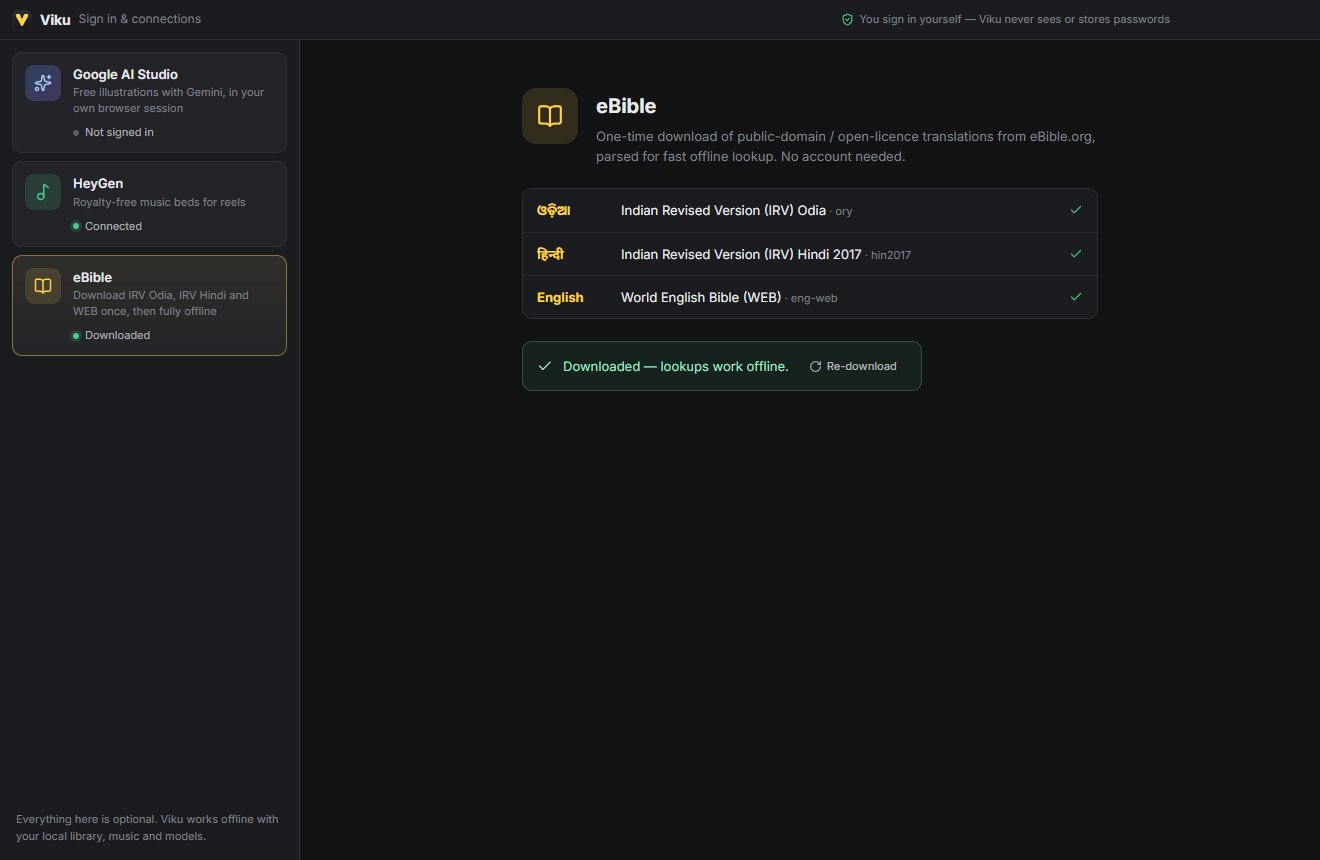 Viku Sign in & connections
You sign in yourself — Viku never sees or stores passwords
Google AI Studio
Free illustrations with Gemini, in your
own browser session
Not signed in
HeyGen
Royalty-free music beds for reels
Connected
eBible
Download IRV Odia, IRV Hindi and
WEB once, then fully offline
Downloaded
Everything here is optional. Viku works offline with
your local library, music and models.
eBible
One-time download of public-domain / open-licence translations from eBible.org,
parsed for fast offline lookup. No account needed.
ଓଡ଼ିଆ Indian Revised Version (IRV) Odia · ory
हिन्दी Indian Revised Version (IRV) Hindi 2017 · hin2017
English World English Bible (WEB) · eng-web
Downloaded — lookups work offline. Re-download